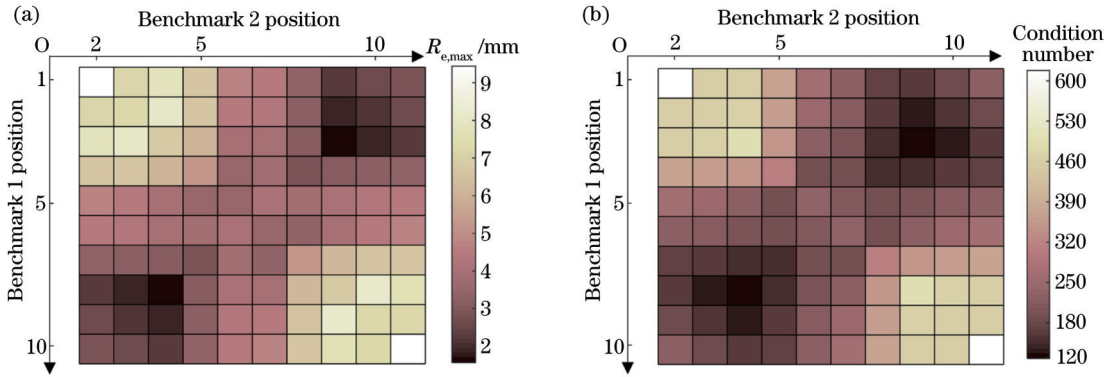 (a)
Benchmark 2 position
O 2 5 10
R_e,max /mm
Benchmark 1 position
1
5
10
9
8
7
6
5
4
3
2
(b)
Benchmark 2 position
O 2 5 10
Condition
number
Benchmark 1 position
1
5
10
600
530
460
390
320
250
180
120